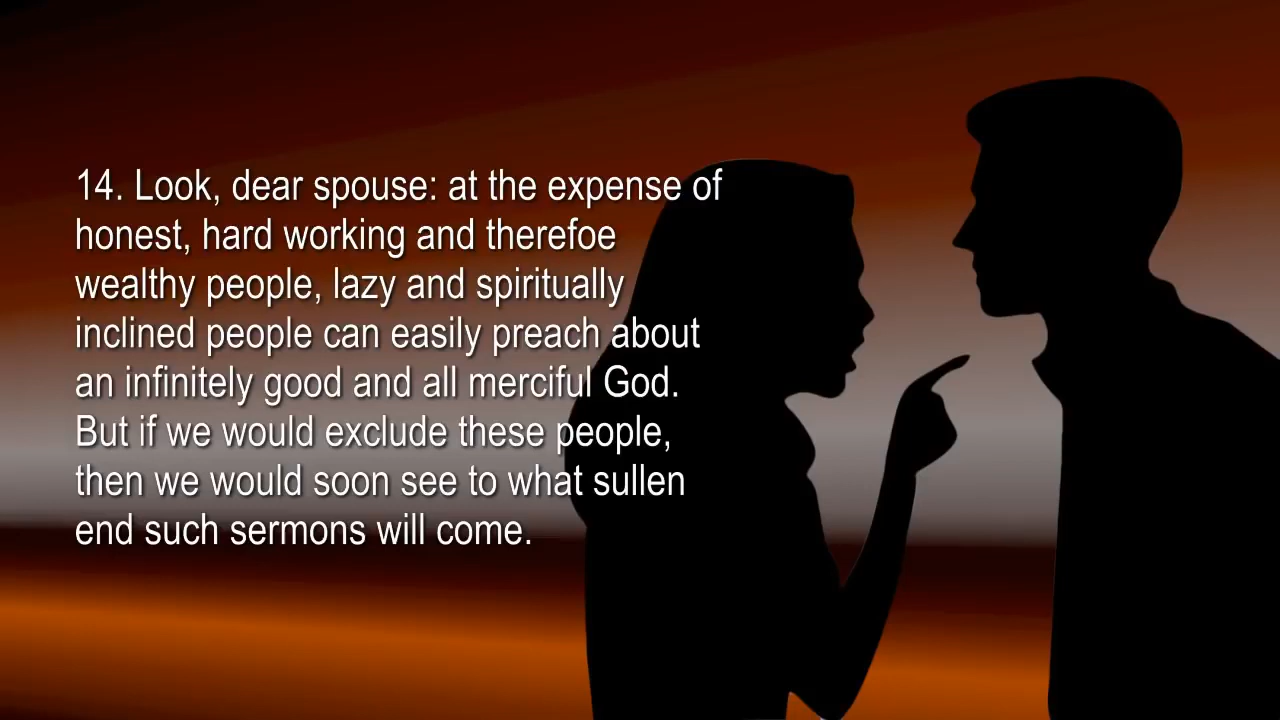 14. Look, dear spouse: at the expense of
honest, hard working and therefoe
wealthy people, lazy and spiritually
inclined people can easily preach about
an infinitely good and all merciful God.
But if we would exclude these people,
then we would soon see to what sullen
end such sermons will come.